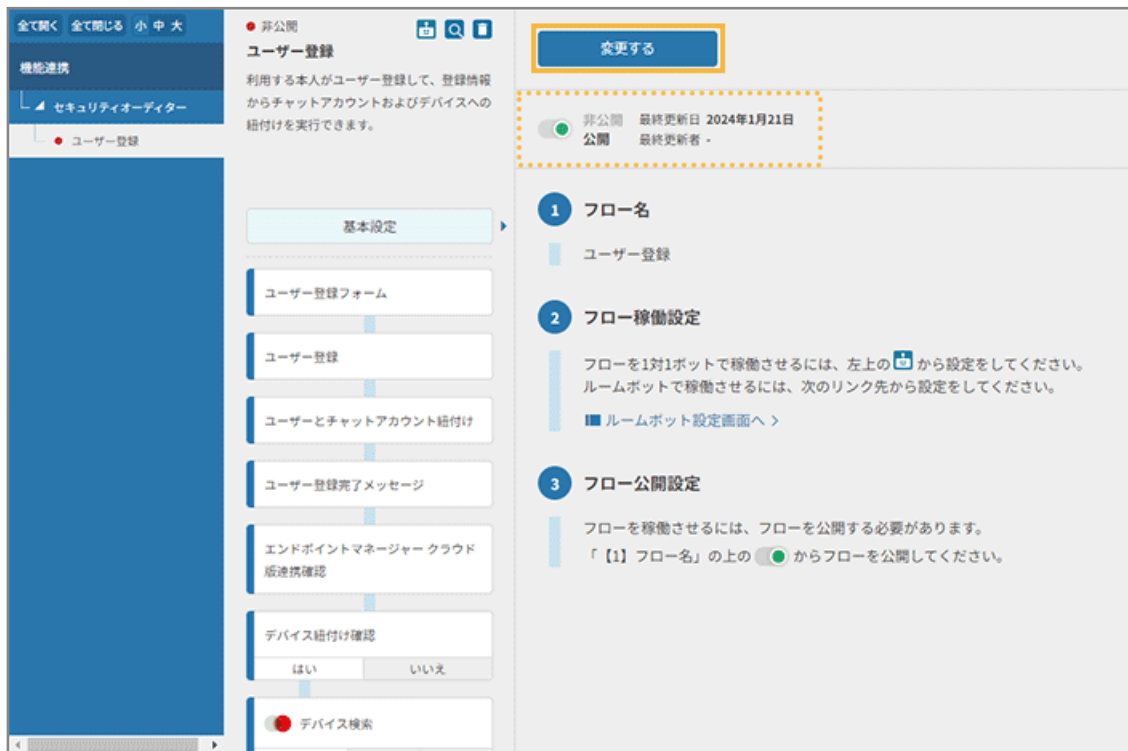 全て開く 全て閉じる 小 中 大
機能連携
セキュリティオーディター
ユーザー登録
非公開
ユーザー登録
利用する本人がユーザー登録して、登録情報
からチャットアカウントおよびデバイスへの
紐付けを実行できます。
基本設定
ユーザー登録フォーム
ユーザー登録
ユーザーとチャットアカウント紐付け
ユーザー登録完了メッセージ
エンドポイントマネージャー クラウド
版連携確認
デバイス紐付け確認
はい いいえ
デバイス検索
変更する
非公開 最終更新日 2024年1月21日
公開 最終更新者 -
1 フロー名
ユーザー登録
2 フロー稼働設定
フローを1対1ボットで稼働させるには、左上の から設定をしてください。
ルームボットで稼働させるには、次のリンク先から設定をしてください。
ルームボット設定画面へ >
3 フロー公開設定
フローを稼働させるには、フローを公開する必要があります。
「【1】フロー名」の上の からフローを公開してください。